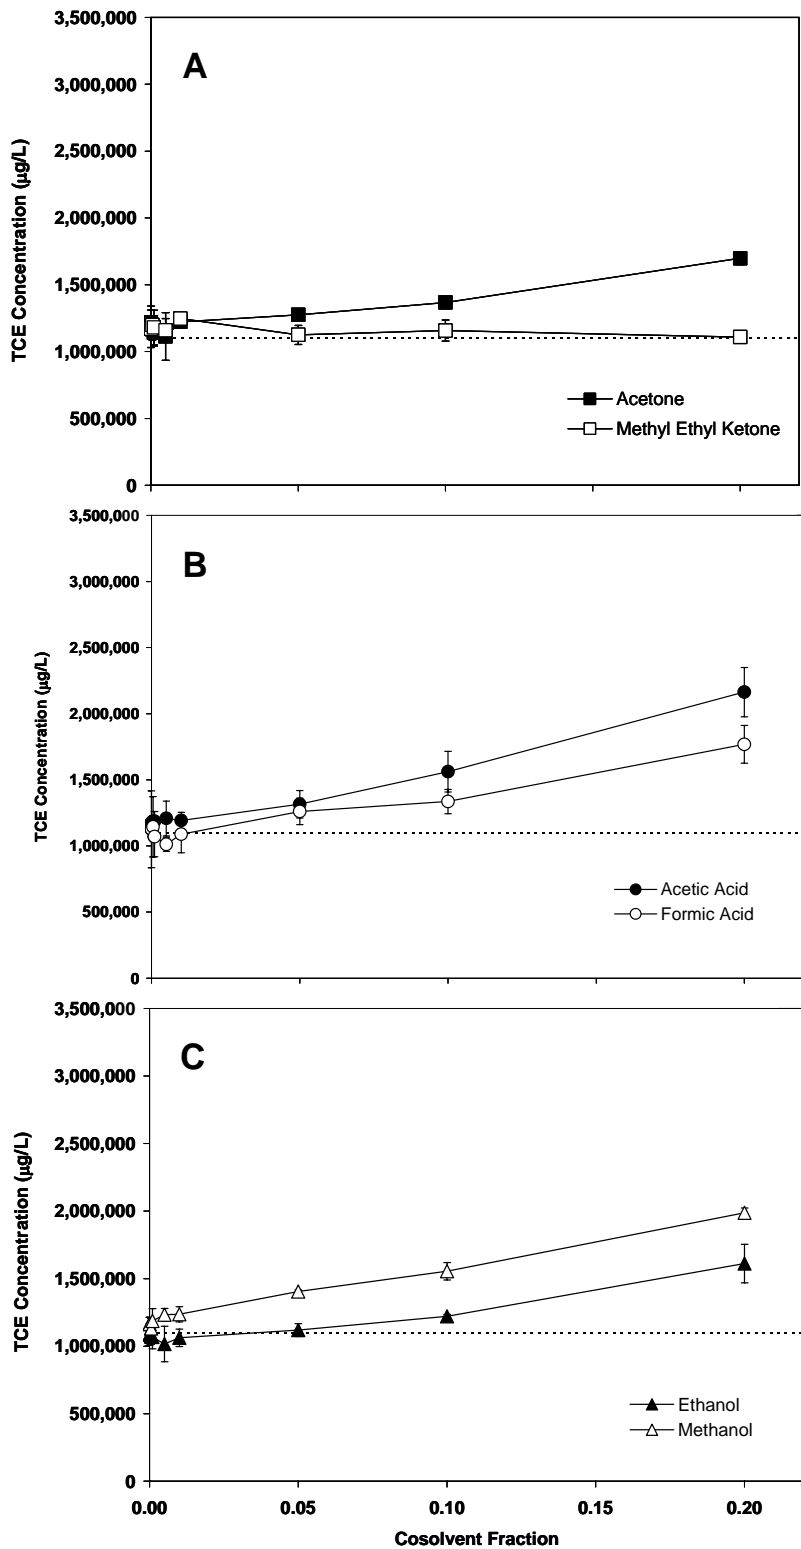 3,500,000
A
3,000,000
2,500,000
2,000,000
1,500,000
1,000,000
500,000
0
TCE Concentration (µg/L)
Acetone
Methyl Ethyl Ketone
3,500,000
B
3,000,000
2,500,000
2,000,000
1,500,000
1,000,000
500,000
0
TCE Concentration (µg/L)
Acetic Acid
Formic Acid
3,500,000
C
3,000,000
2,500,000
2,000,000
1,500,000
1,000,000
500,000
0
TCE Concentration (µg/L)
Ethanol
Methanol
0.00 0.05 0.10 0.15 0.20
Cosolvent Fraction